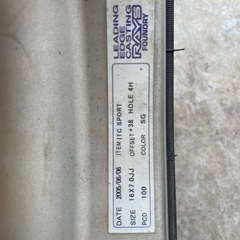 LEADING
EDGE
CASTING
RAYS
FOUNDRY
ITEM ITC SPORT
OFFSET +38 HOLE 4H
COLOR SG
DATE 2005/06/06
SIZE 16X7.0JJ
PCD 100